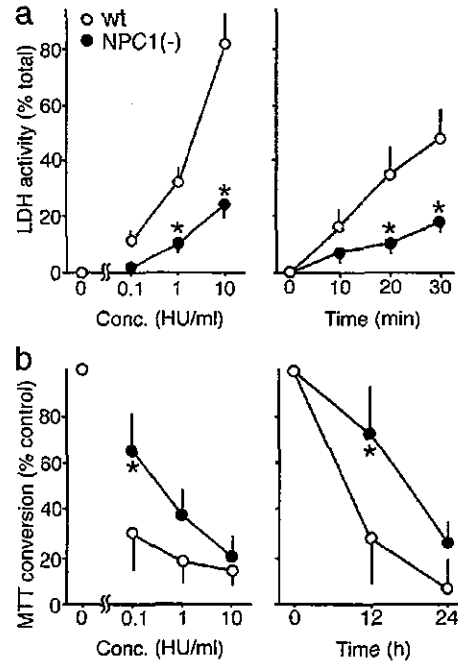 a
wt
NPC1(-)
LDH activity (% total)
80
60
40
20
0
* * * *
0 0.1 1 10
0 10 20 30
Conc. (HU/ml)
Time (min)
b
MTT conversion (% control)
80
60
40
20
0
* *
0 0.1 1 10
0 12 24
Conc. (HU/ml)
Time (h)